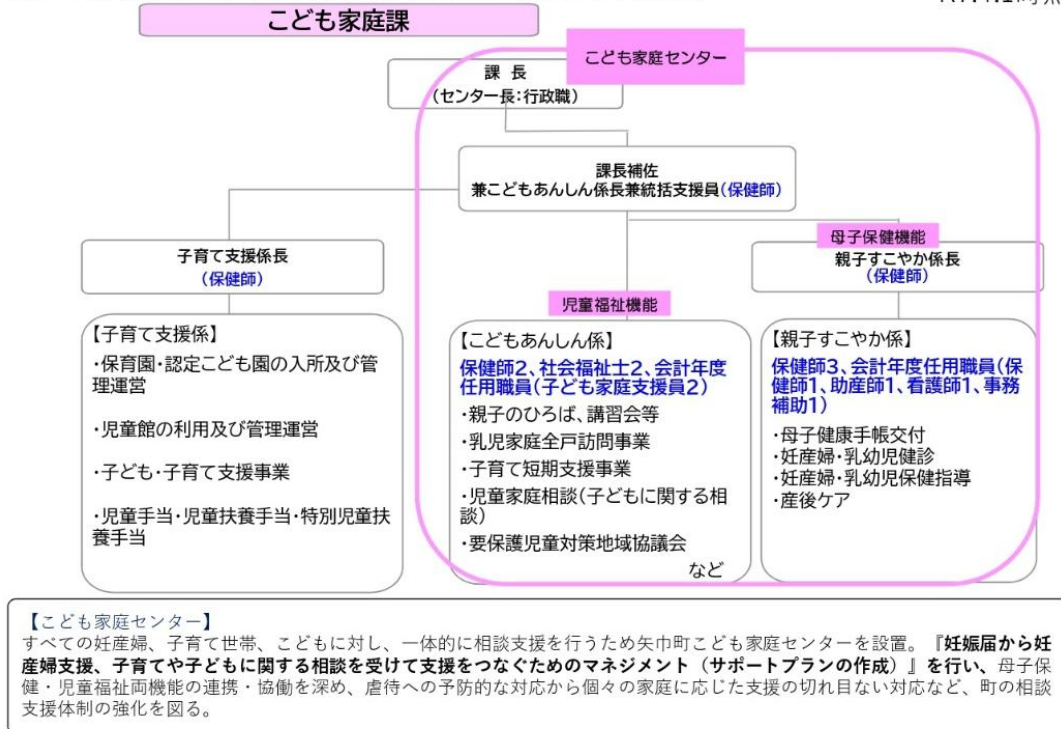 こども家庭課
こども家庭センター
課 長
(センター長:行政職)
課長補佐
兼こどもあんしん係長兼統括支援員(保健師)
母子保健機能
子育て支援係長
(保健師)
親子すこやか係長
(保健師)
児童福祉機能
【子育て支援係】
・保育園・認定こども園の入所及び管
理運営
・児童館の利用及び管理運営
・子ども・子育て支援事業
・児童手当・児童扶養手当・特別児童扶
養手当
【こどもあんしん係】
保健師2、社会福祉士2、会計年度
任用職員(子ども家庭支援員2)
・親子のひろば、講習会等
・乳児家庭全戸訪問事業
・子育て短期支援事業
・児童家庭相談(子どもに関する相
談)
・要保護児童対策地域協議会
など
【親子すこやか係】
保健師3、会計年度任用職員(保
健師1、助産師1、看護師1、事務
補助1)
・母子健康手帳交付
・妊産婦・乳幼児健診
・妊産婦・乳幼児保健指導
・産後ケア
【こども家庭センター】
すべての妊産婦、子育て世帯、こどもに対し、一体的に相談支援を行うため矢巾町こども家庭センターを設置。『妊娠届から妊
産婦支援、子育てや子どもに関する相談を受けて支援をつなぐためのマネジメント（サポートプランの作成）』を行い、母子保
健・児童福祉両機能の連携・協働を深め、虐待への予防的な対応から個々の家庭に応じた支援の切れ目ない対応など、町の相談
支援体制の強化を図る。